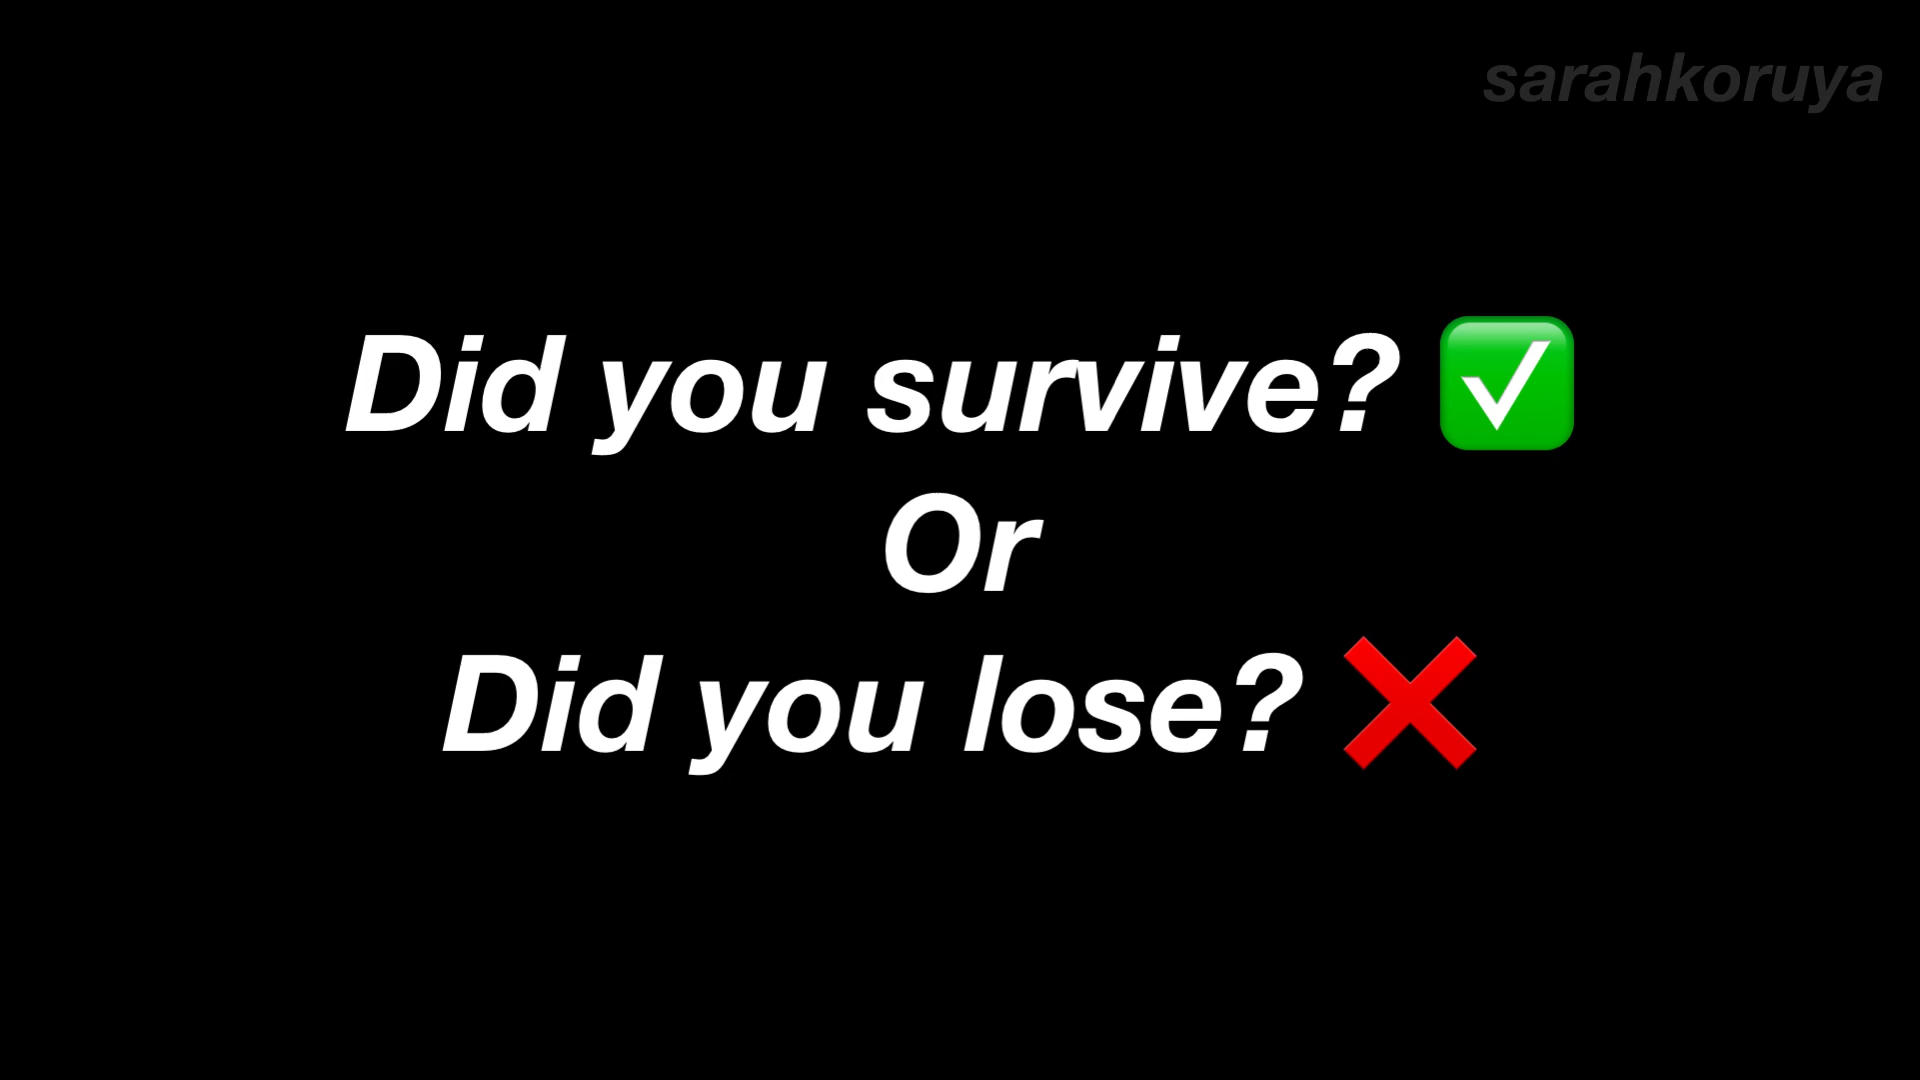 sarahkoruya
Did you survive? ✅
Or
Did you lose? ❌